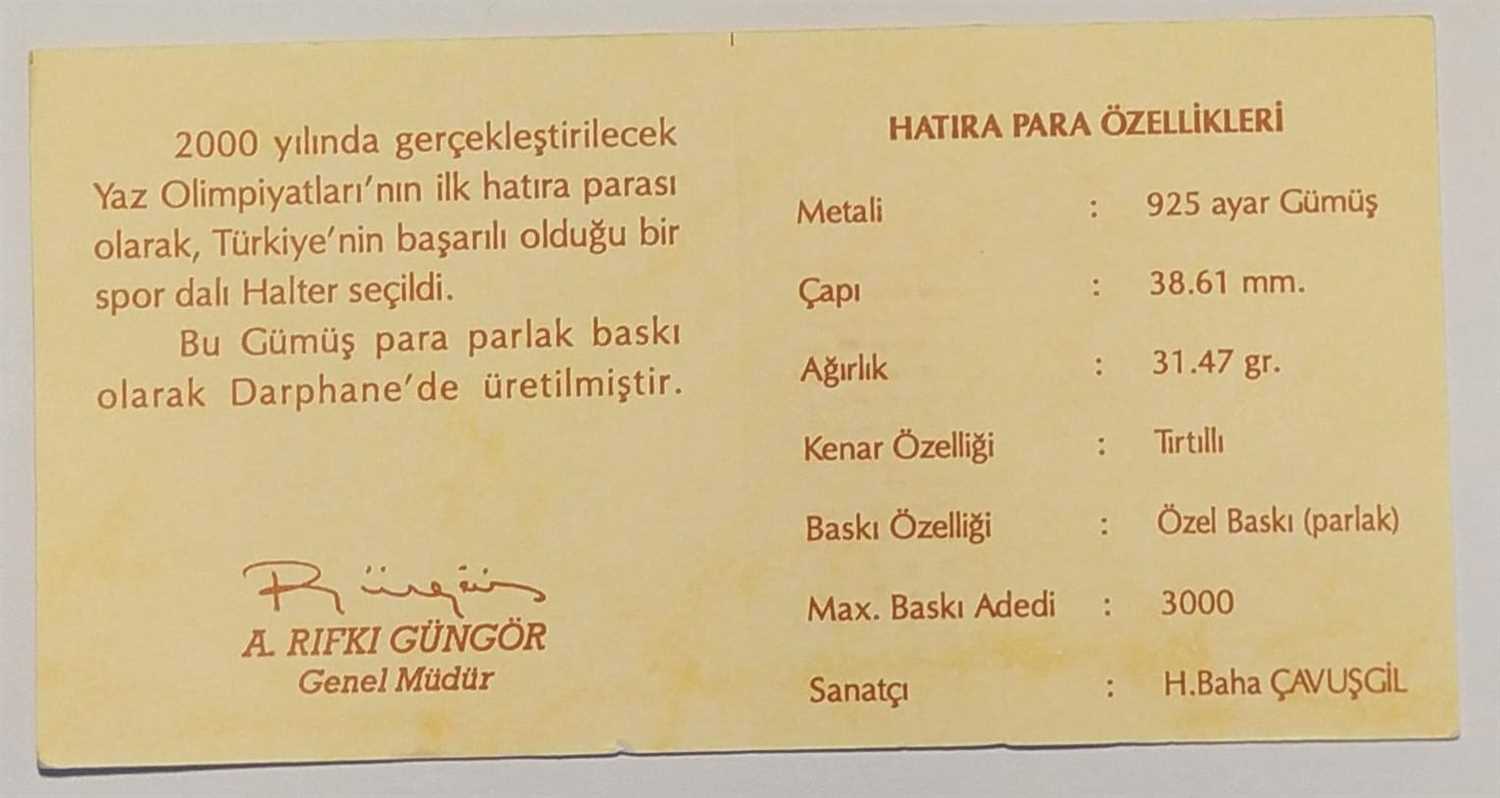 2000 yılında gerçekleştirilecek
Yaz Olimpiyatları'nın ilk hatıra parası
olarak, Türkiye'nin başarılı olduğu bir
spor dalı Halter seçildi.
Bu Gümüş para parlak baskı
olarak Darphane'de üretilmiştir.
A. RIFKI GÜNGÖR
Genel Müdür
HATIRA PARA ÖZELLİKLERİ
Metali : 925 ayar Gümüş
Çapı : 38.61 mm.
Ağırlık : 31.47 gr.
Kenar Özelliği : Tırtıllı
Baskı Özelliği : Özel Baskı (parlak)
Max. Baskı Adedi : 3000
Sanatçı : H.Baha ÇAVUŞGİL